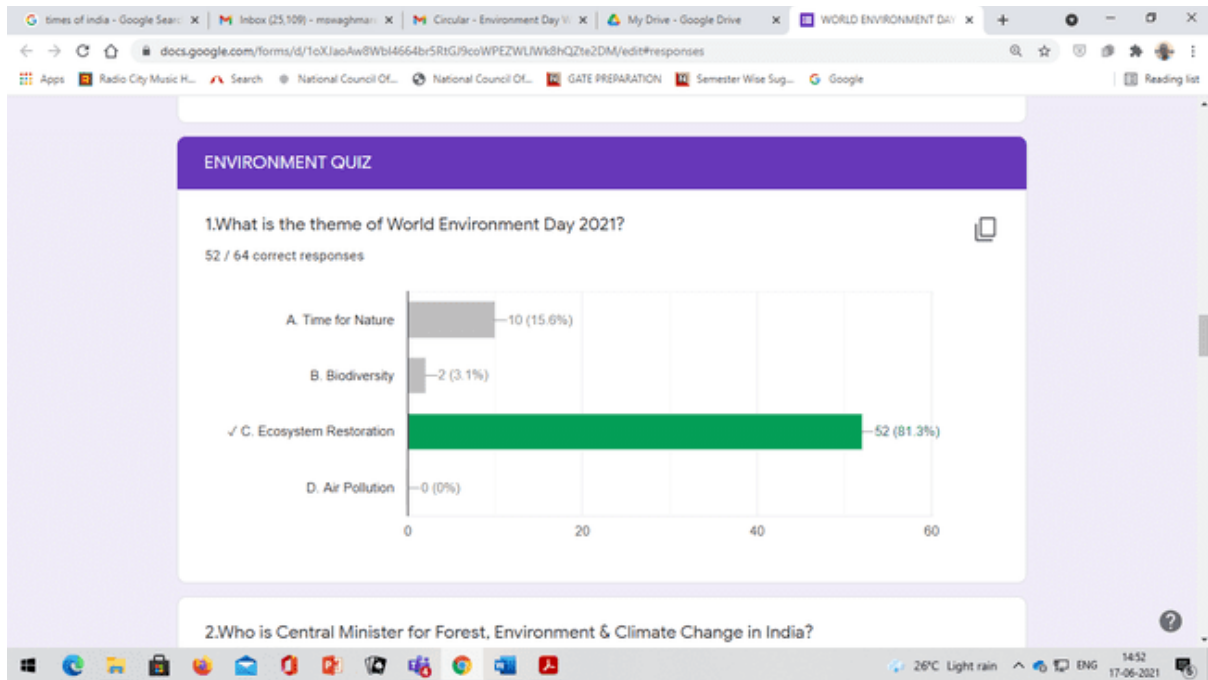 times of india - Google Searc
Inbox (25,109) - mswaghmar
Circular - Environment Day Wi
My Drive - Google Drive
WORLD ENVIRONMENT DAY
docs.google.com/forms/d/1oXJaoAw8WbI4664br5RtGJ9coWPEZWLIWk8hQZte2DM/edit#responses
Apps Radio City Music H... Search National Council Of... National Council Of... GATE PREPARATION Semester Wise Sug... Google Reading list
ENVIRONMENT QUIZ
1.What is the theme of World Environment Day 2021?
52 / 64 correct responses
A. Time for Nature 10 (15.6%)
B. Biodiversity 2 (3.1%)
✓ C. Ecosystem Restoration 52 (81.3%)
D. Air Pollution 0 (0%)
0 20 40 60
2.Who is Central Minister for Forest, Environment & Climate Change in India?
26°C Light rain ENG 14:52
17-06-2021